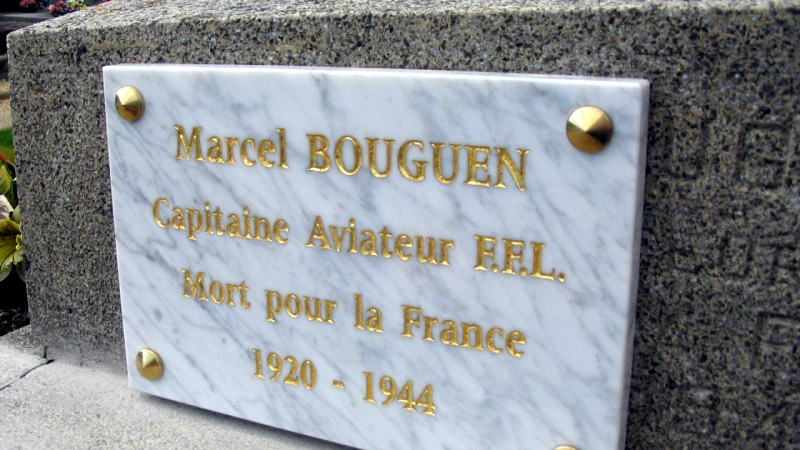 Marcel BOUGUEN
Capitaine Aviateur F.F.L.
Mort pour la France
1920 - 1944